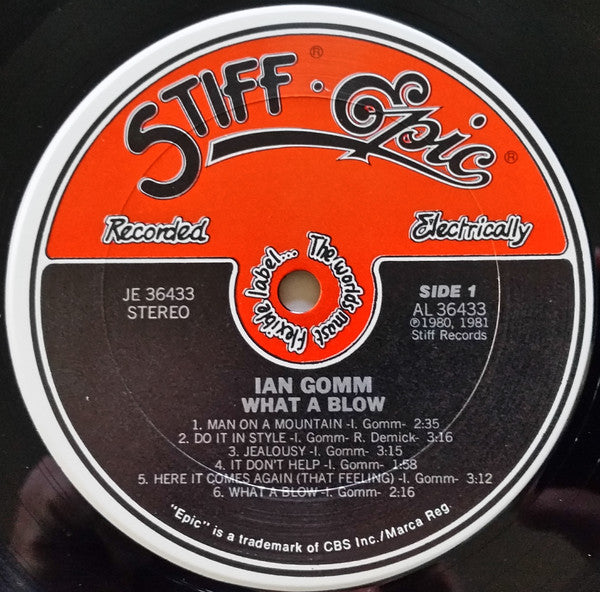 STIFF® · Epic®
Recorded
Electrically
The worlds most
Flexible label...
JE 36433
STEREO
SIDE 1
AL 36433
℗1980, 1981
Stiff Records
IAN GOMM
WHAT A BLOW
1. MAN ON A MOUNTAIN -I. Gomm- 2:35
2. DO IT IN STYLE -I. Gomm- R. Demick- 3:16
3. JEALOUSY -I. Gomm- 3:15
4. IT DON'T HELP -I. Gomm- 1:58
5. HERE IT COMES AGAIN (THAT FEELING) -I. Gomm- 3:12
6. WHAT A BLOW -I. Gomm- 2:16
"Epic" is a trademark of CBS Inc./Marca Reg.